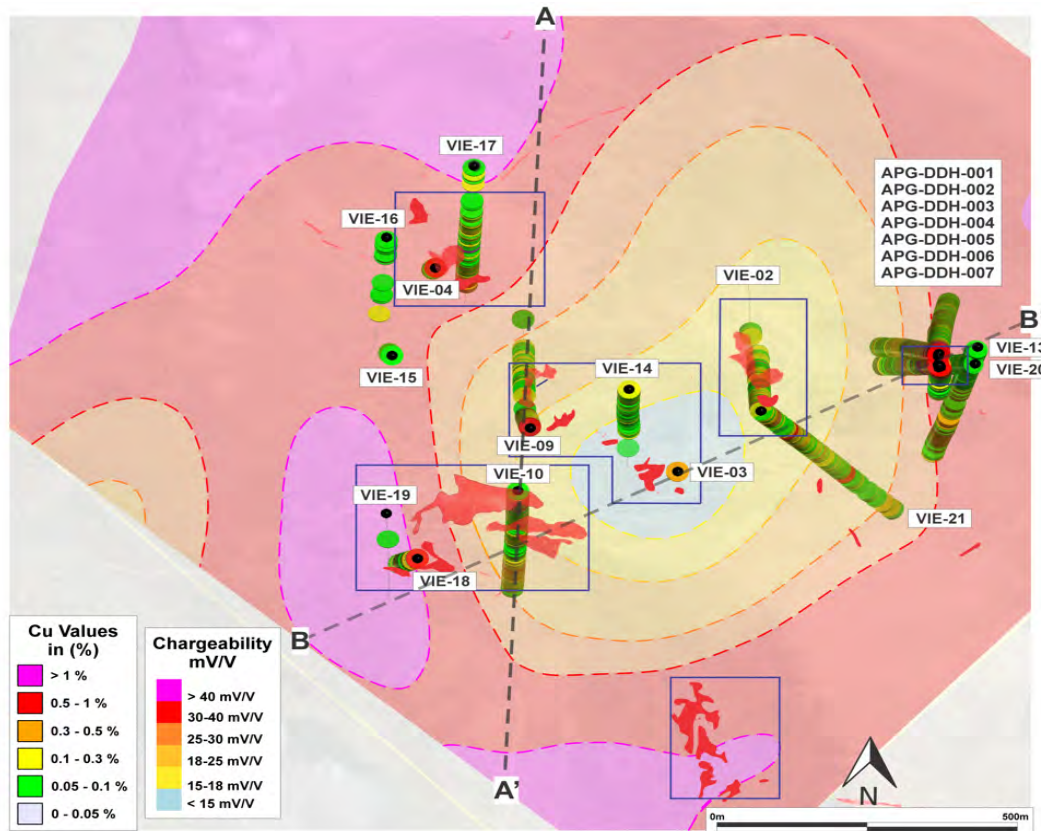 A
VIE-17
APG-DDH-001
APG-DDH-002
APG-DDH-003
APG-DDH-004
APG-DDH-005
APG-DDH-006
APG-DDH-007
VIE-16
VIE-04
VIE-02
B'
VIE-13
VIE-15
VIE-14
VIE-20
VIE-09
VIE-03
VIE-10
VIE-19
VIE-21
VIE-18
B
Cu Values
in (%)
> 1 %
0.5 - 1 %
0.3 - 0.5 %
0.1 - 0.3 %
0.05 - 0.1 %
0 - 0.05 %
Chargeability
mV/V
> 40 mV/V
30-40 mV/V
25-30 mV/V
18-25 mV/V
15-18 mV/V
< 15 mV/V
A'
N
0m 500m